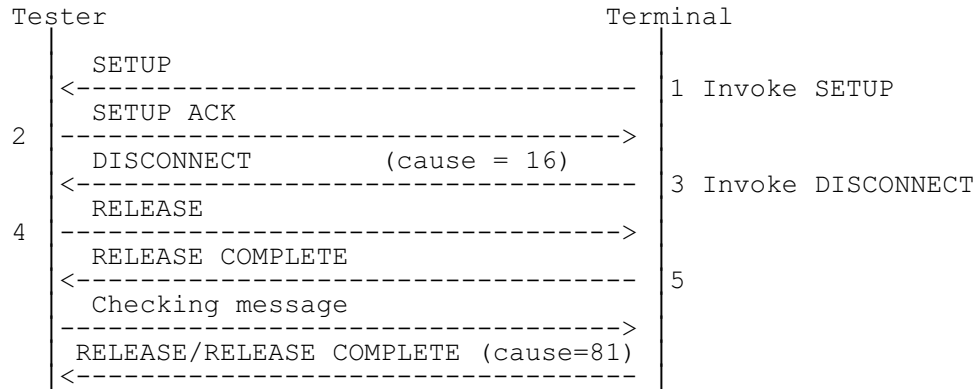 Tester Terminal
SETUP
<----------------------------------- 1 Invoke SETUP
SETUP ACK
2 ----------------------------------->
DISCONNECT (cause = 16)
<----------------------------------- 3 Invoke DISCONNECT
RELEASE
4 ----------------------------------->
RELEASE COMPLETE
<----------------------------------- 5
Checking message
----------------------------------->
RELEASE/RELEASE COMPLETE (cause=81)
<-----------------------------------